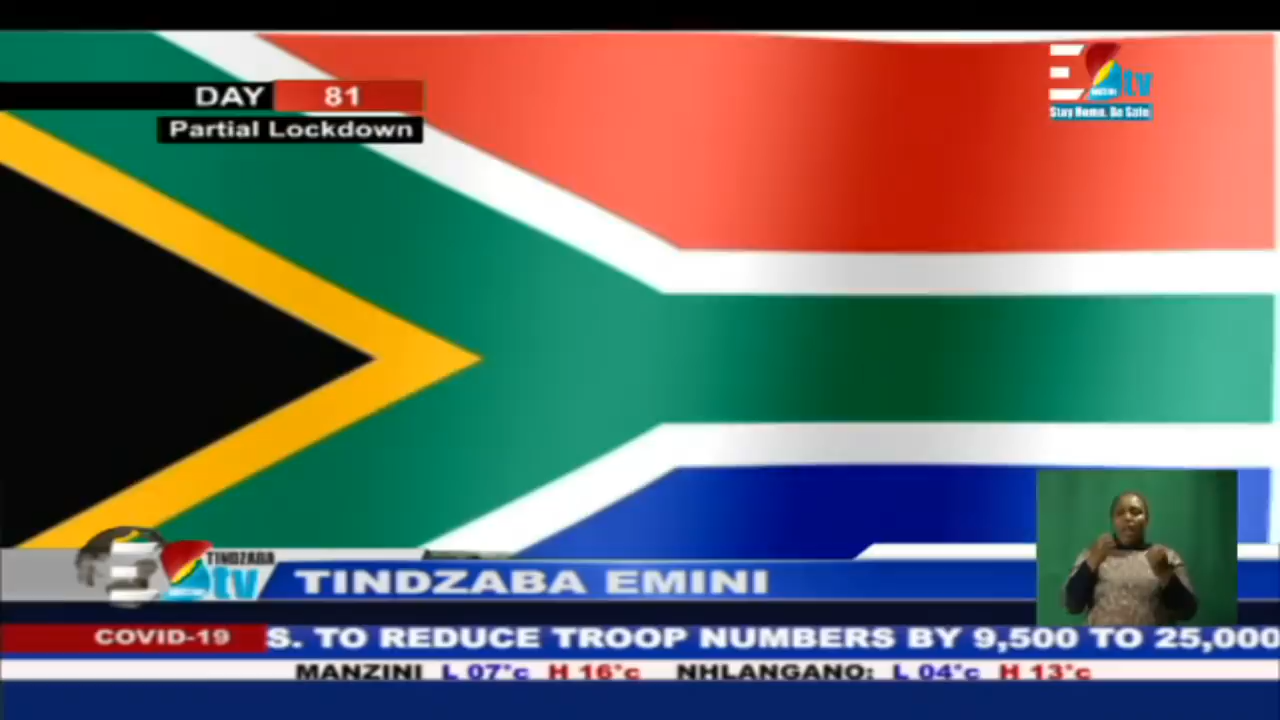 DAY 81
Partial Lockdown
tv
Stay Home. Be Safe
TINDZABA
tv
TINDZABA EMINI
COVID-19 S. TO REDUCE TROOP NUMBERS BY 9,500 TO 25,000
MANZINI L 07°c H 16°c NHLANGANO: L 04°c H 13°c